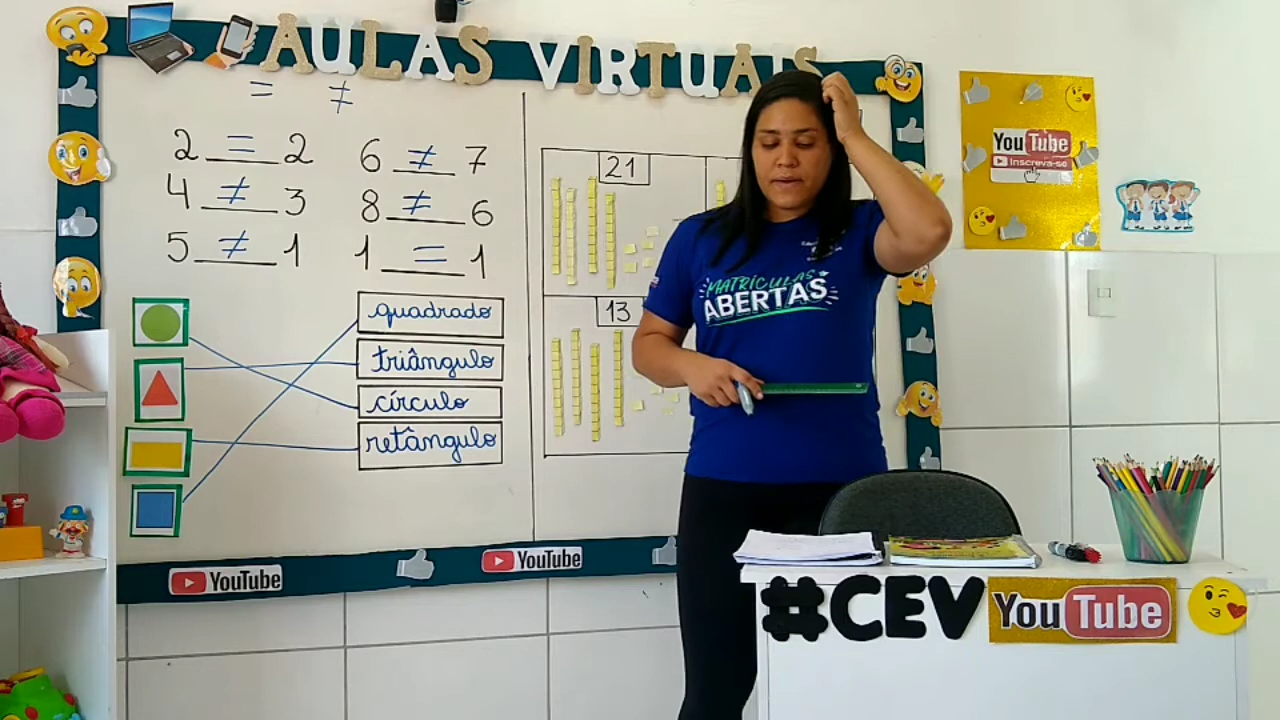 AULAS VIRTUAIS
= ≠
2 = 2 6 ≠ 7
4 ≠ 3 8 ≠ 6
5 ≠ 1 1 = 1
21
13
quadrado
triângulo
círculo
retângulo
YouTube
Inscreva-se
MATRÍCULAS
ABERTAS
YouTube
YouTube
#CEV YouTube